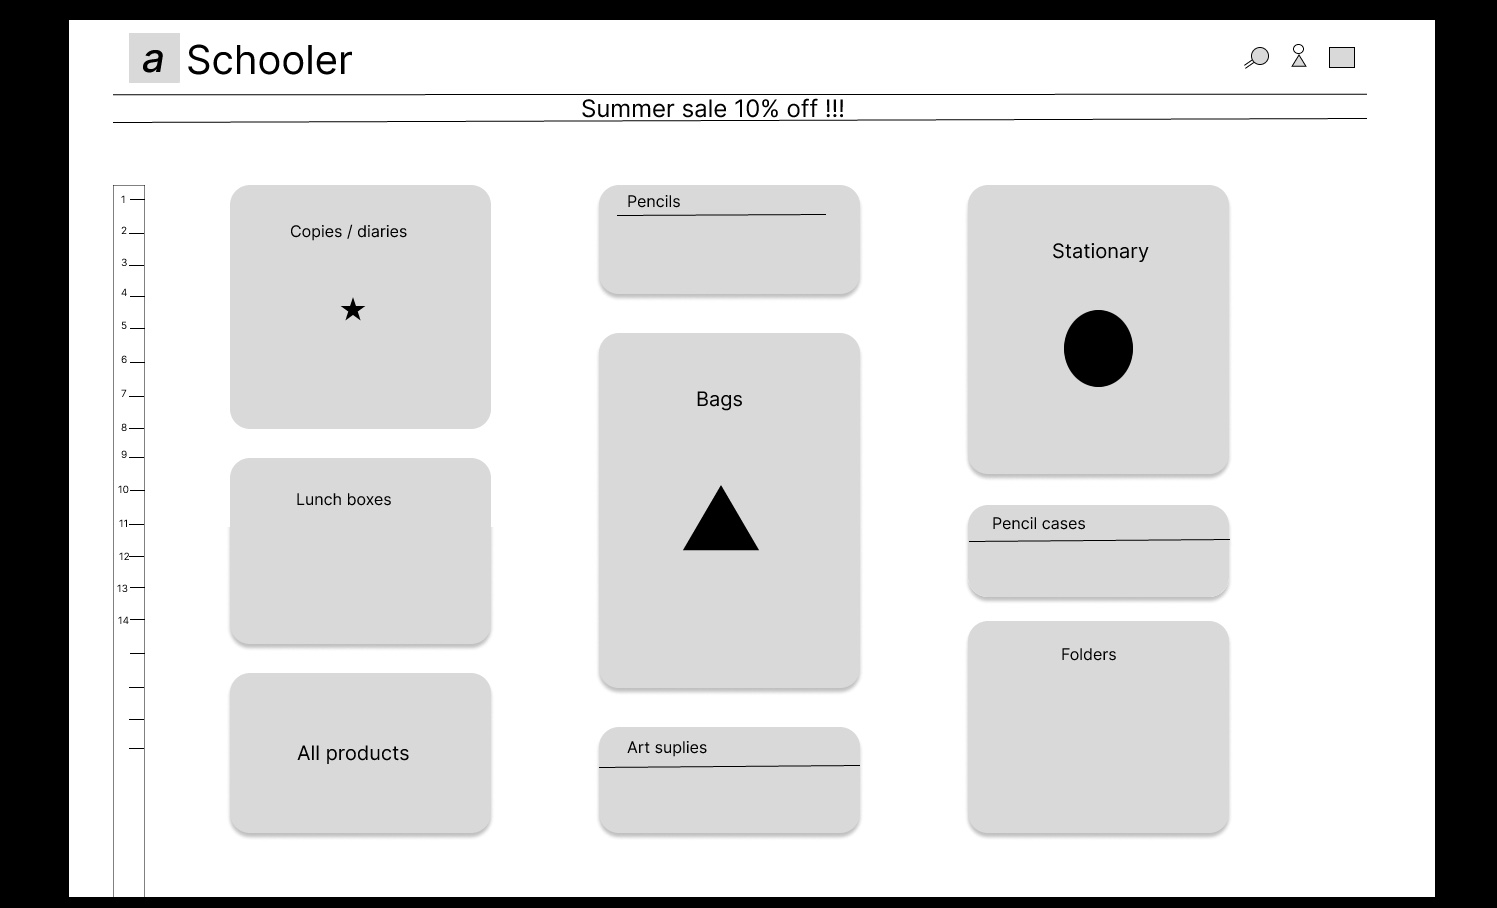 a Schooler
Summer sale 10% off !!!
1
2
3
4
5
6
7
8
9
10
11
12
13
14
Copies / diaries
Lunch boxes
All products
Pencils
Bags
Art suplies
Stationary
Pencil cases
Folders